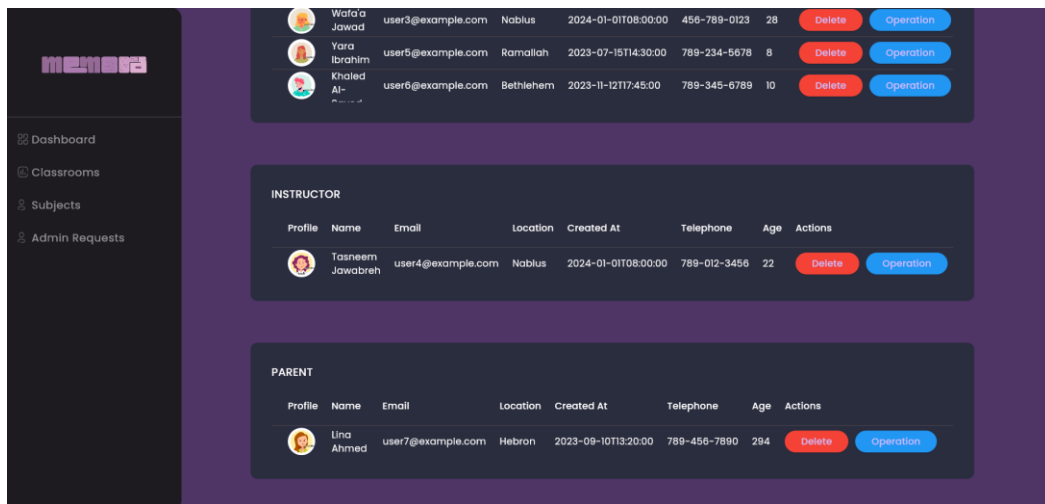 memora
Dashboard
Classrooms
Subjects
Admin Requests
Wafa'a Jawad user3@example.com Nablus 2024-01-01T08:00:00 456-789-0123 28 Delete Operation
Yara Ibrahim user5@example.com Ramallah 2023-07-15T14:30:00 789-234-5678 8 Delete Operation
Khaled Al- user6@example.com Bethlehem 2023-11-12T17:45:00 789-345-6789 10 Delete Operation
INSTRUCTOR
Profile Name Email Location Created At Telephone Age Actions
Tasneem Jawabreh user4@example.com Nablus 2024-01-01T08:00:00 789-012-3456 22 Delete Operation
PARENT
Profile Name Email Location Created At Telephone Age Actions
Lina Ahmed user7@example.com Hebron 2023-09-10T13:20:00 789-456-7890 294 Delete Operation